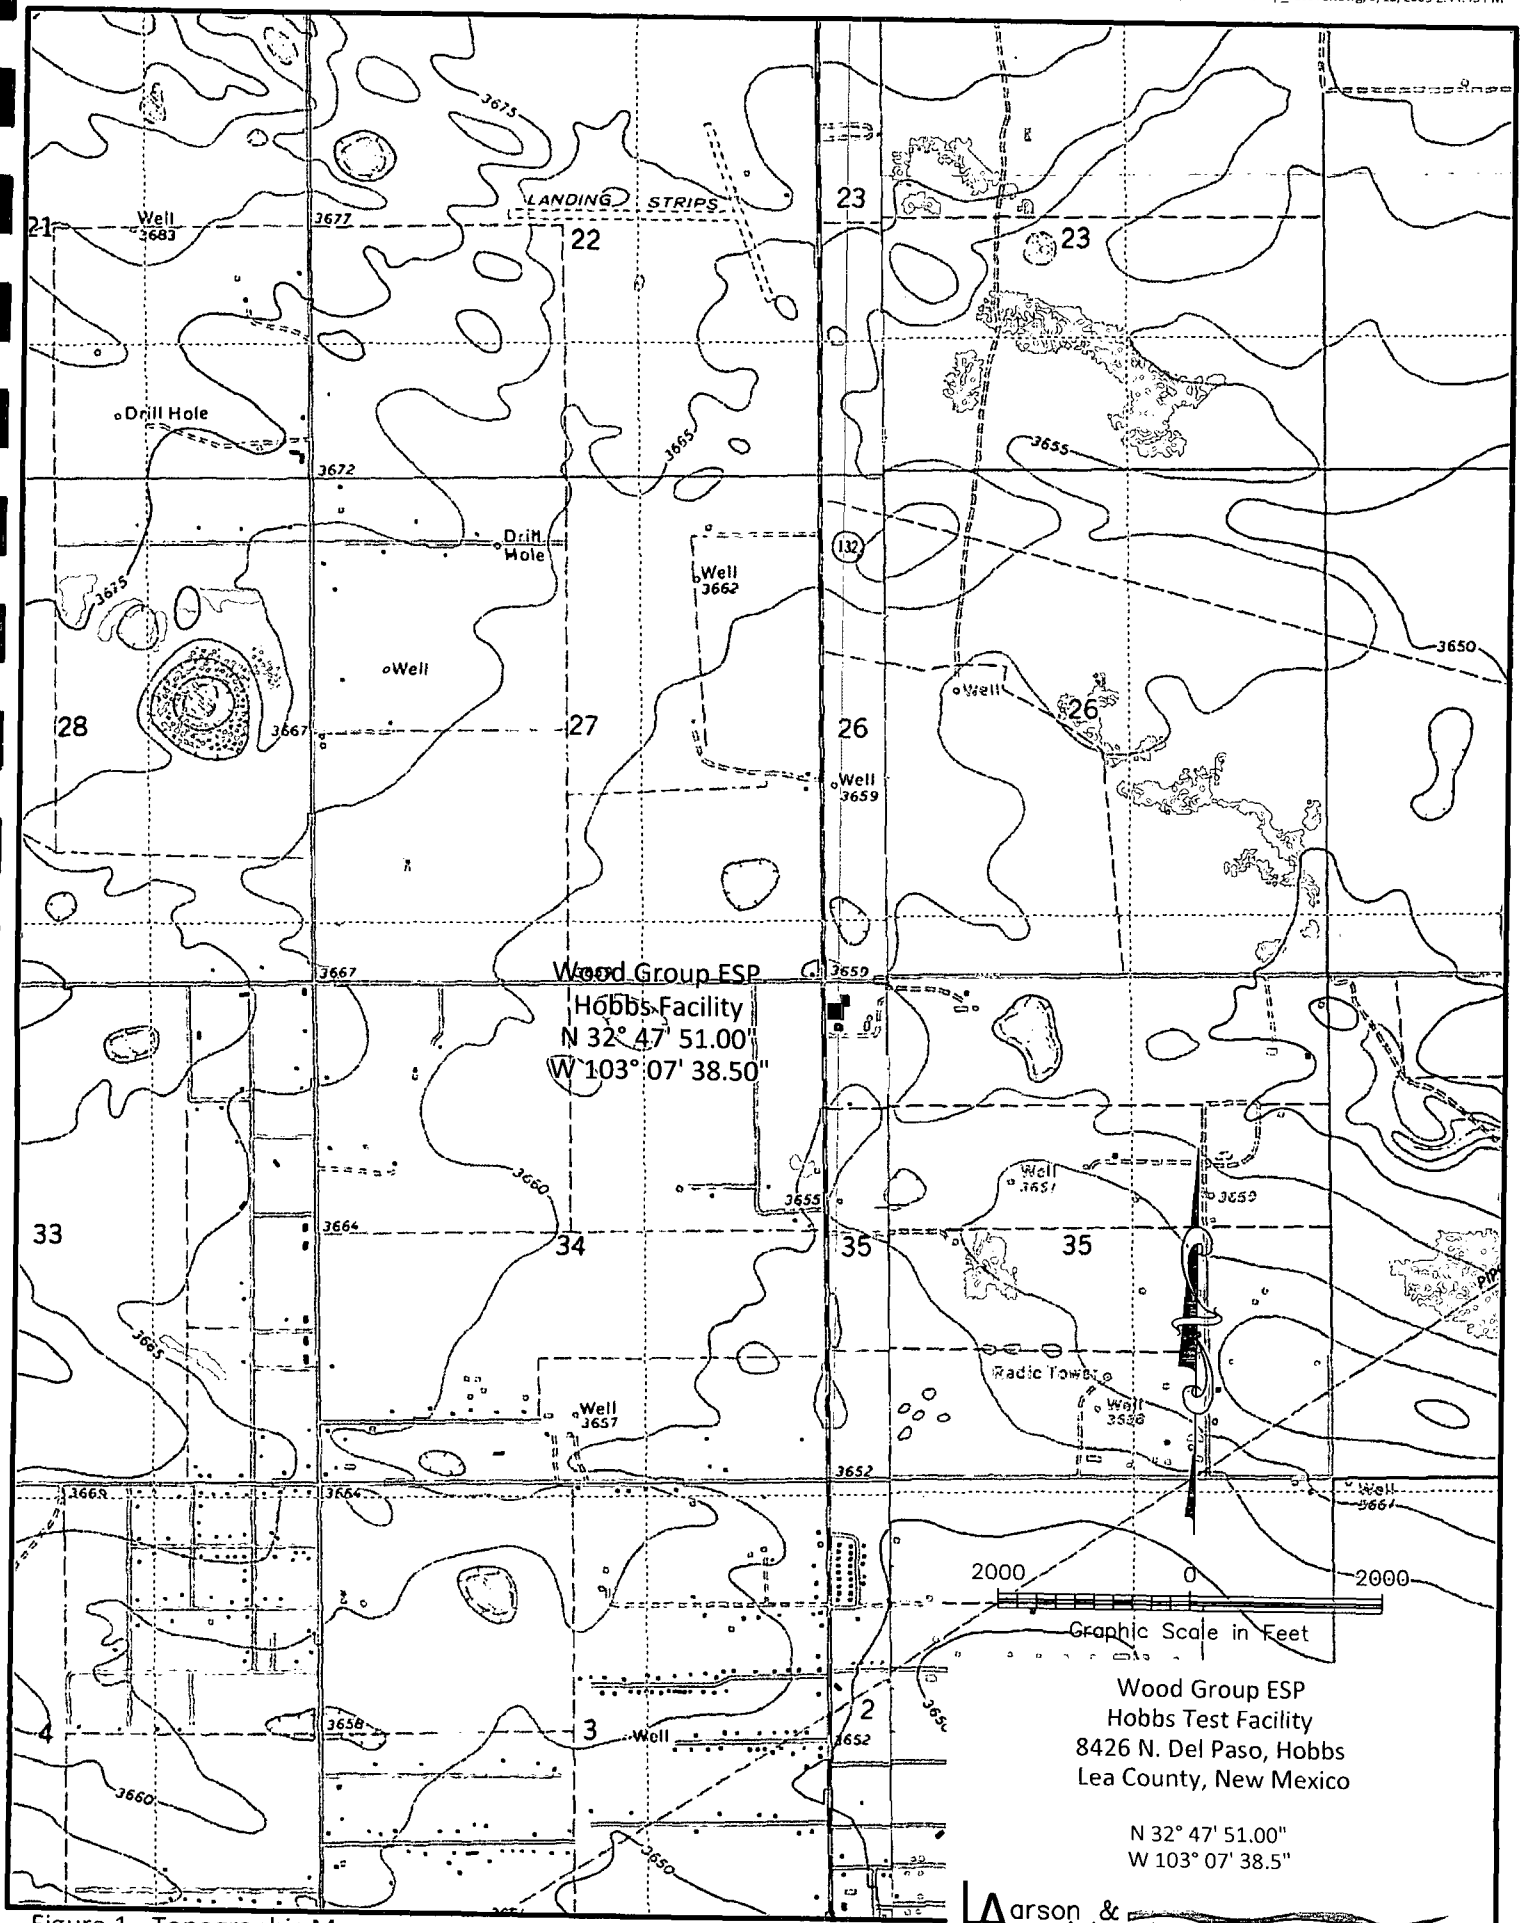 3675
LANDING STRIPS
23
21
Well
3683
3677
22
23
Drill Hole
3665
3655
3672
Drill
Hole
132
Well
3662
3675
3650
Well
Well
28
3667
27
26
26
Well
3659
3667
3659
Wood Group ESP
Hobbs Facility
N 32° 47' 51.00"
W 103° 07' 38.50"
3660
Well
3651
3655
3659
33
3664
34
35
35
3665
Radio Tower
Well
3657
Well
3652
3669
3664
Well
2000 0 2000
Graphic Scale in Feet
4
3658
3
Well
2
3652
3660
3650
Wood Group ESP
Hobbs Test Facility
8426 N. Del Paso, Hobbs
Lea County, New Mexico
N 32° 47' 51.00"
W 103° 07' 38.5"
Larson &